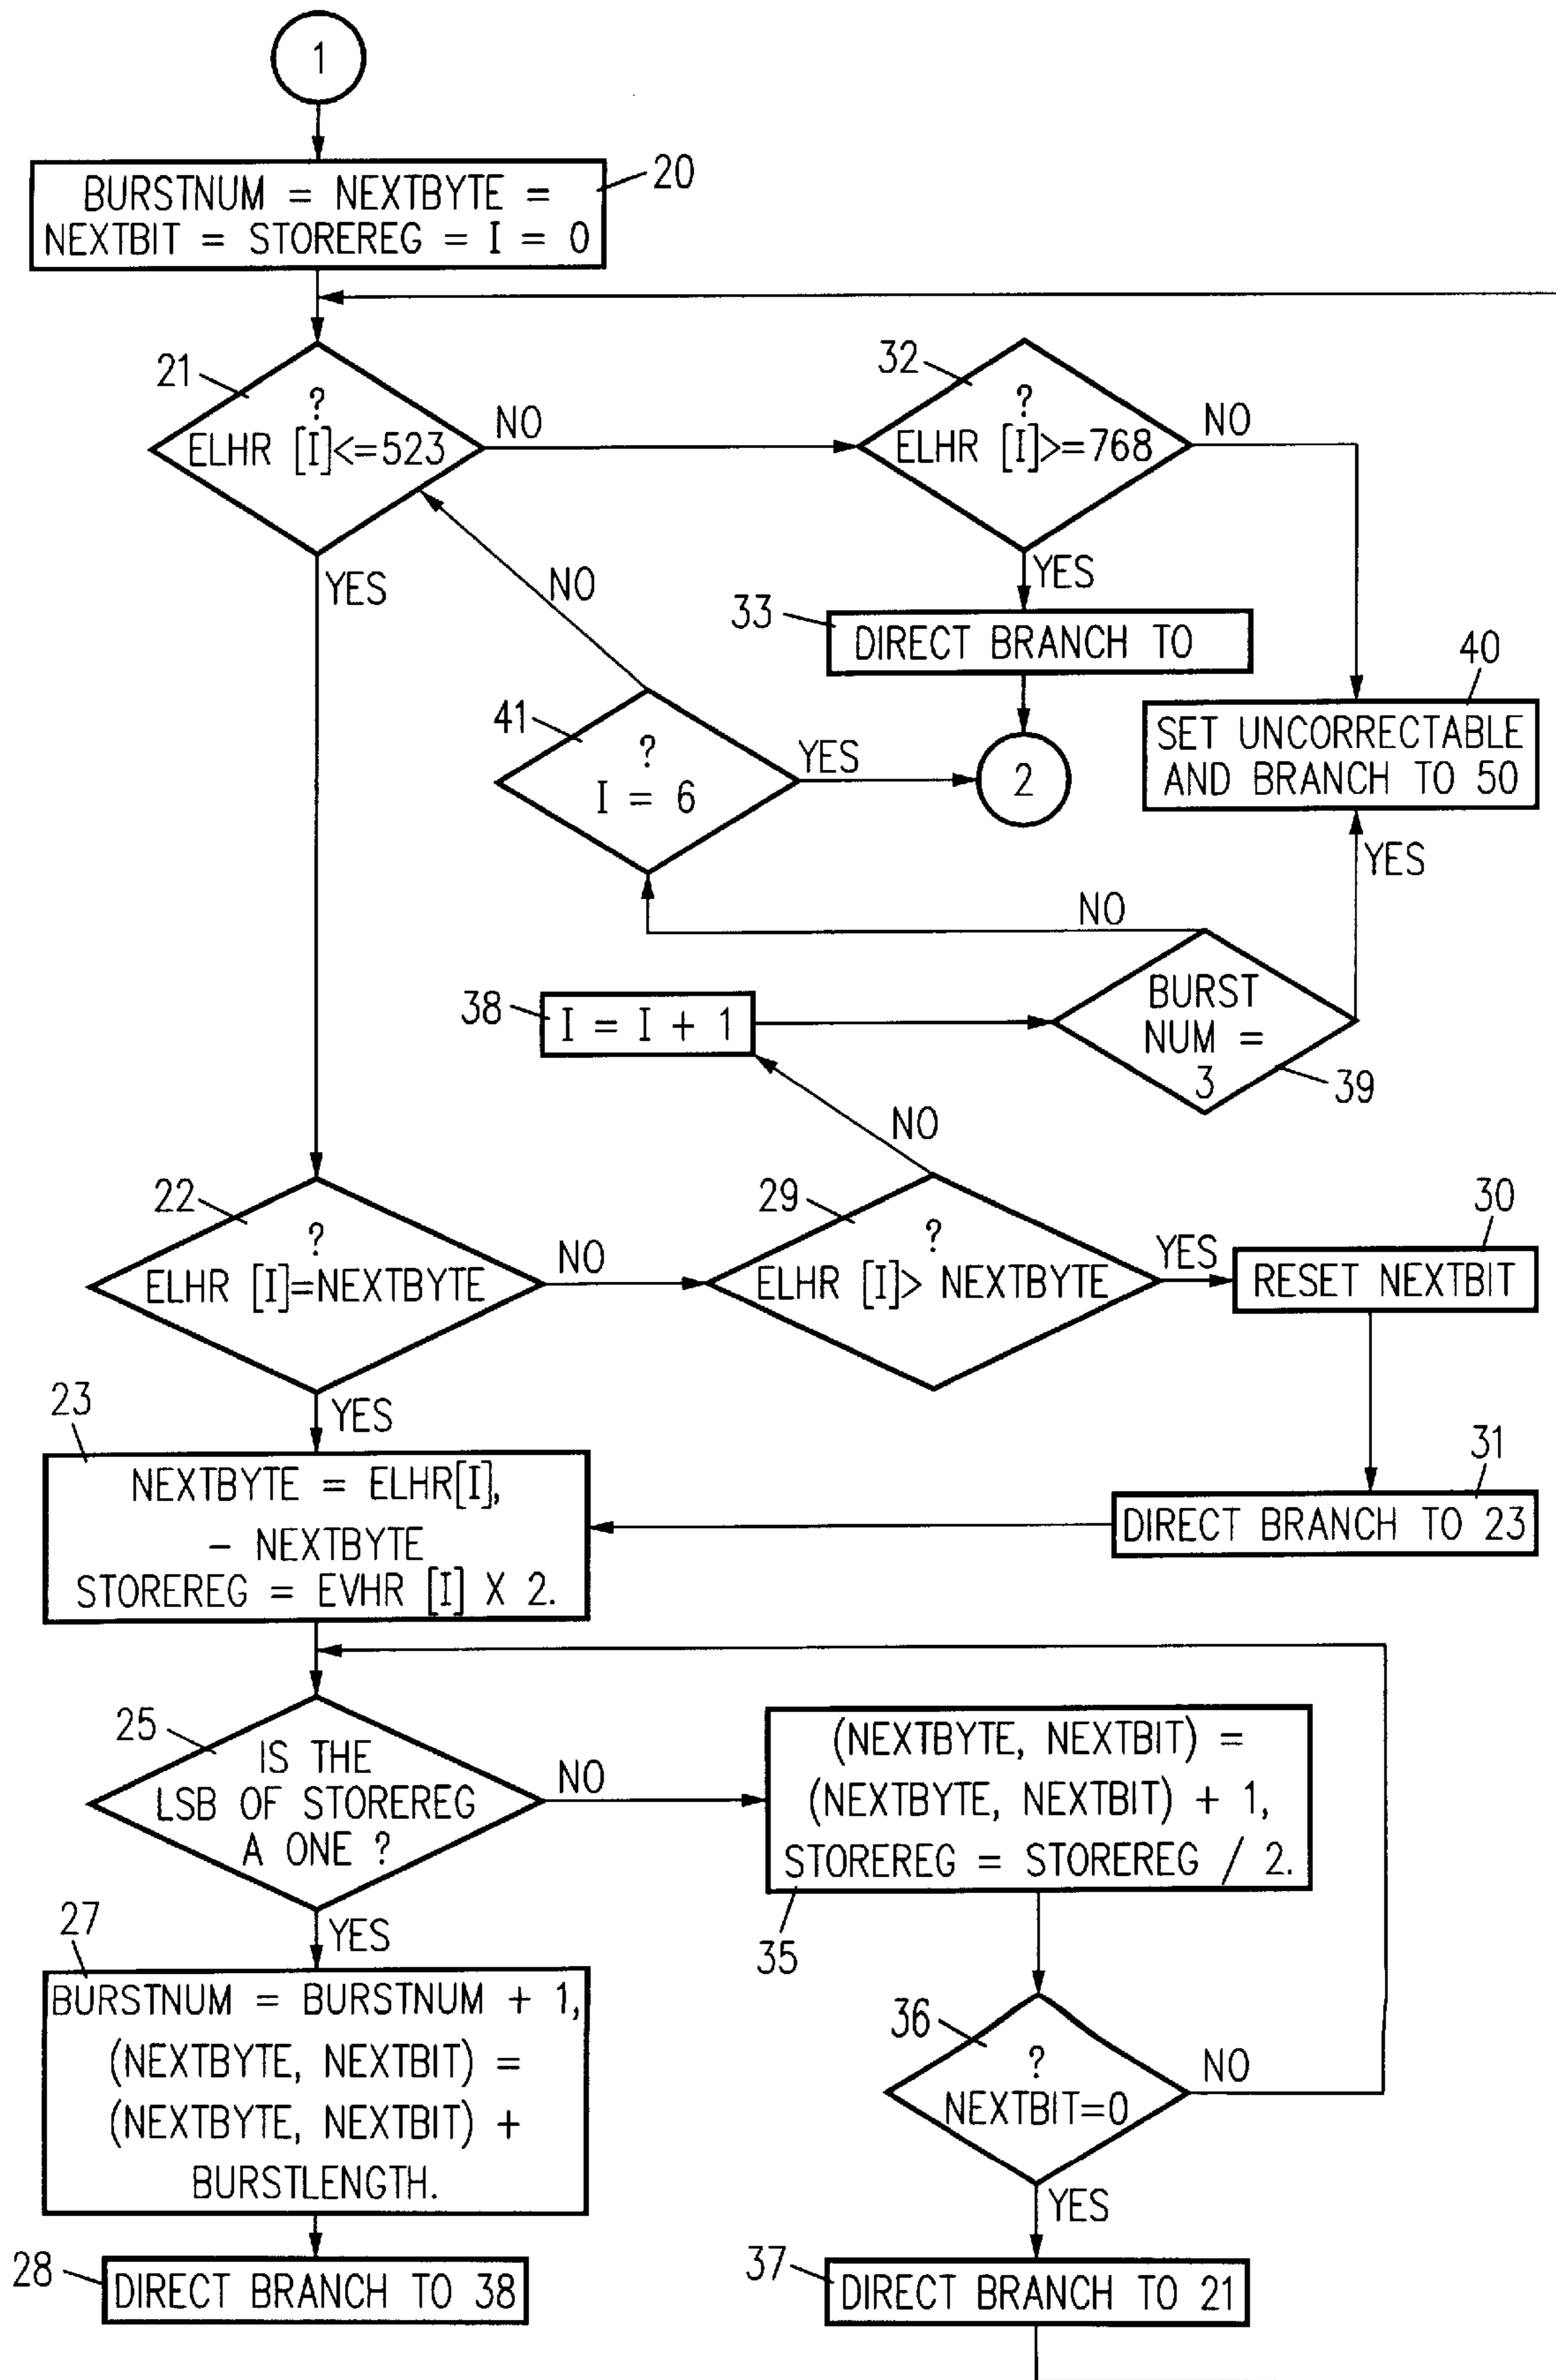 1
20
BURSTNUM = NEXTBYTE =
NEXTBIT = STOREREG = I = 0
21
?
ELHR [I]<=523
NO
YES
32
?
ELHR [I]>=768
NO
YES
33
DIRECT BRANCH TO
2
40
SET UNCORRECTABLE
AND BRANCH TO 50
YES
NO
41
?
I = 6
YES
NO
38
I = I + 1
BURST
NUM =
3
39
NO
22
?
ELHR [I]=NEXTBYTE
NO
YES
29
?
ELHR [I]> NEXTBYTE
YES
30
RESET NEXTBIT
31
DIRECT BRANCH TO 23
23
NEXTBYTE = ELHR[I],
- NEXTBYTE
STOREREG = EVHR [I] X 2.
25
IS THE
LSB OF STOREREG
A ONE ?
NO
YES
(NEXTBYTE, NEXTBIT) =
(NEXTBYTE, NEXTBIT) + 1,
STOREREG = STOREREG / 2.
35
27
BURSTNUM = BURSTNUM + 1,
(NEXTBYTE, NEXTBIT) =
(NEXTBYTE, NEXTBIT) +
BURSTLENGTH.
36
?
NEXTBIT=0
NO
YES
28
DIRECT BRANCH TO 38
37
DIRECT BRANCH TO 21